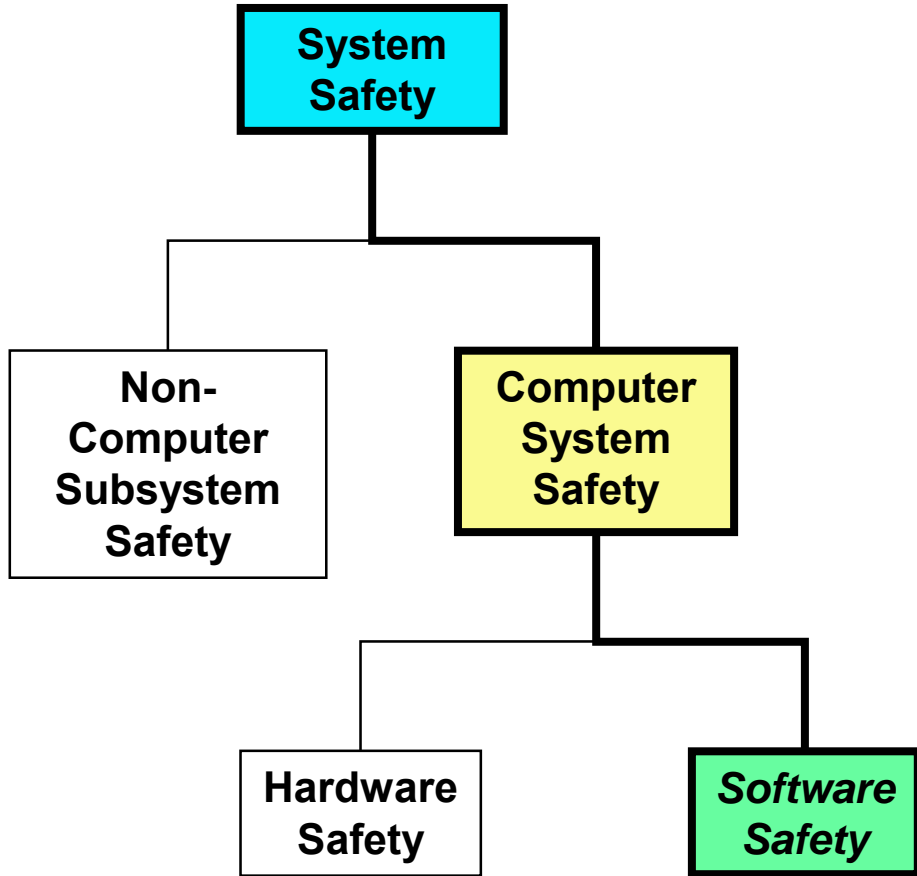 System
Safety
Non-
Computer
Subsystem
Safety
Computer
System
Safety
Hardware
Safety
Software
Safety